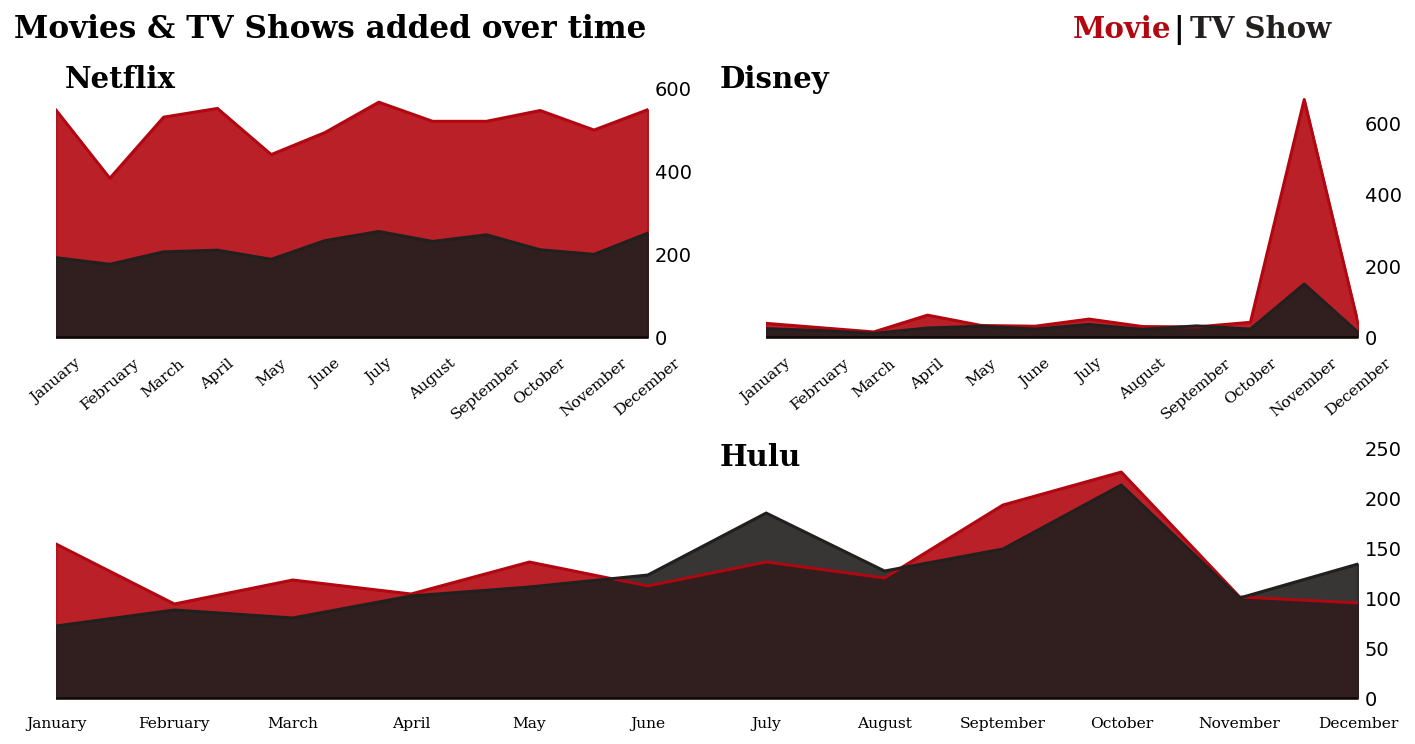 Movies & TV Shows added over time
Movie | TV Show
Netflix
600
400
200
0
January February March April May June July August September October November December
Disney
600
400
200
0
January February March April May June July August September October November December
Hulu
250
200
150
100
50
0
January February March April May June July August September October November December